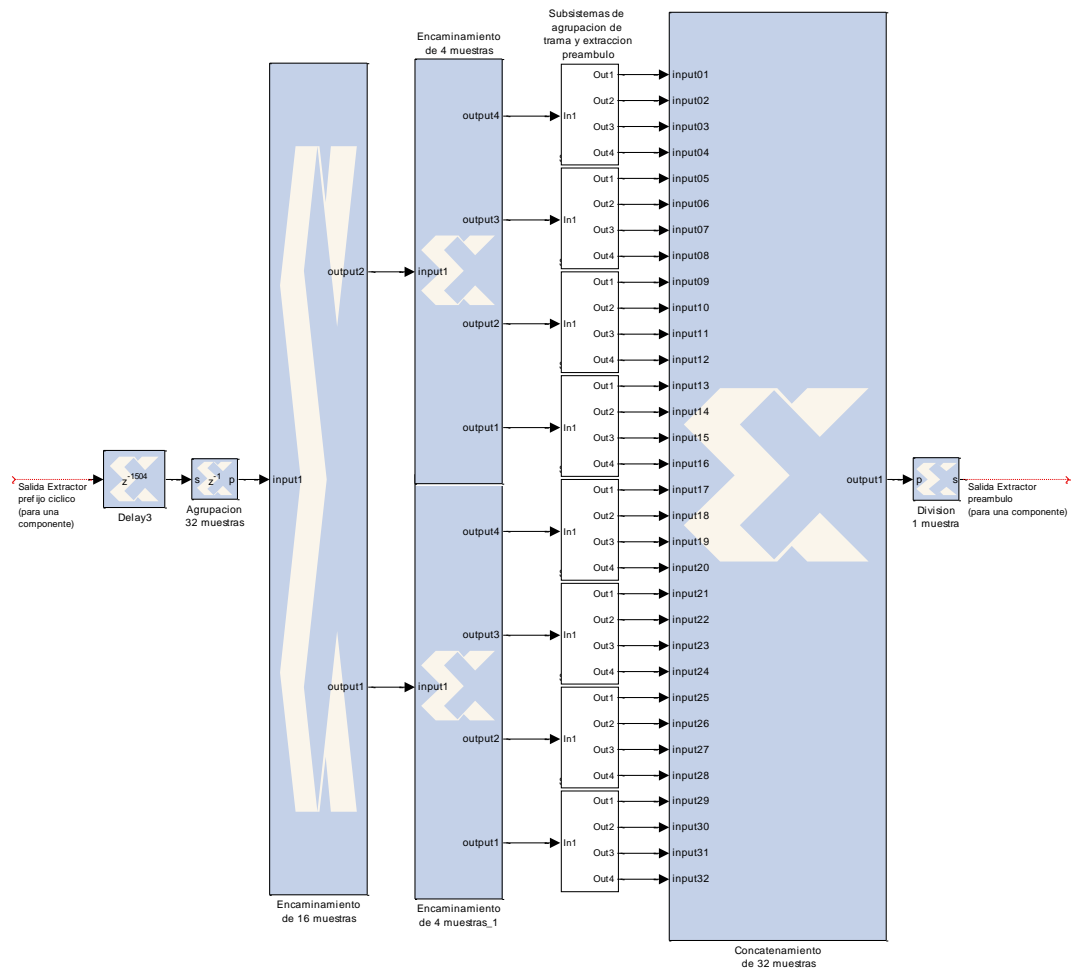 Salida Extractor
prefijo ciclico
(para una
componente)
z-1504
Delay3
s z-1 p
Agrupacion
32 muestras
input1
output2
output1
Encaminamiento
de 16 muestras
Encaminamiento
de 4 muestras
input1
output4
output3
output2
output1
input1
output4
output3
output2
output1
Encaminamiento
de 4 muestras_1
Subsistemas de
agrupacion de
trama y extraccion
preambulo
In1
Out1
Out2
Out3
Out4
In1
Out1
Out2
Out3
Out4
In1
Out1
Out2
Out3
Out4
In1
Out1
Out2
Out3
Out4
In1
Out1
Out2
Out3
Out4
In1
Out1
Out2
Out3
Out4
In1
Out1
Out2
Out3
Out4
In1
Out1
Out2
Out3
Out4
input01
input02
input03
input04
input05
input06
input07
input08
input09
input10
input11
input12
input13
input14
input15
input16
input17
input18
input19
input20
input21
input22
input23
input24
input25
input26
input27
input28
input29
input30
input31
input32
output1
Concatenamiento
de 32 muestras
p s
Division
1 muestra
Salida Extractor
preambulo
(para una componente)